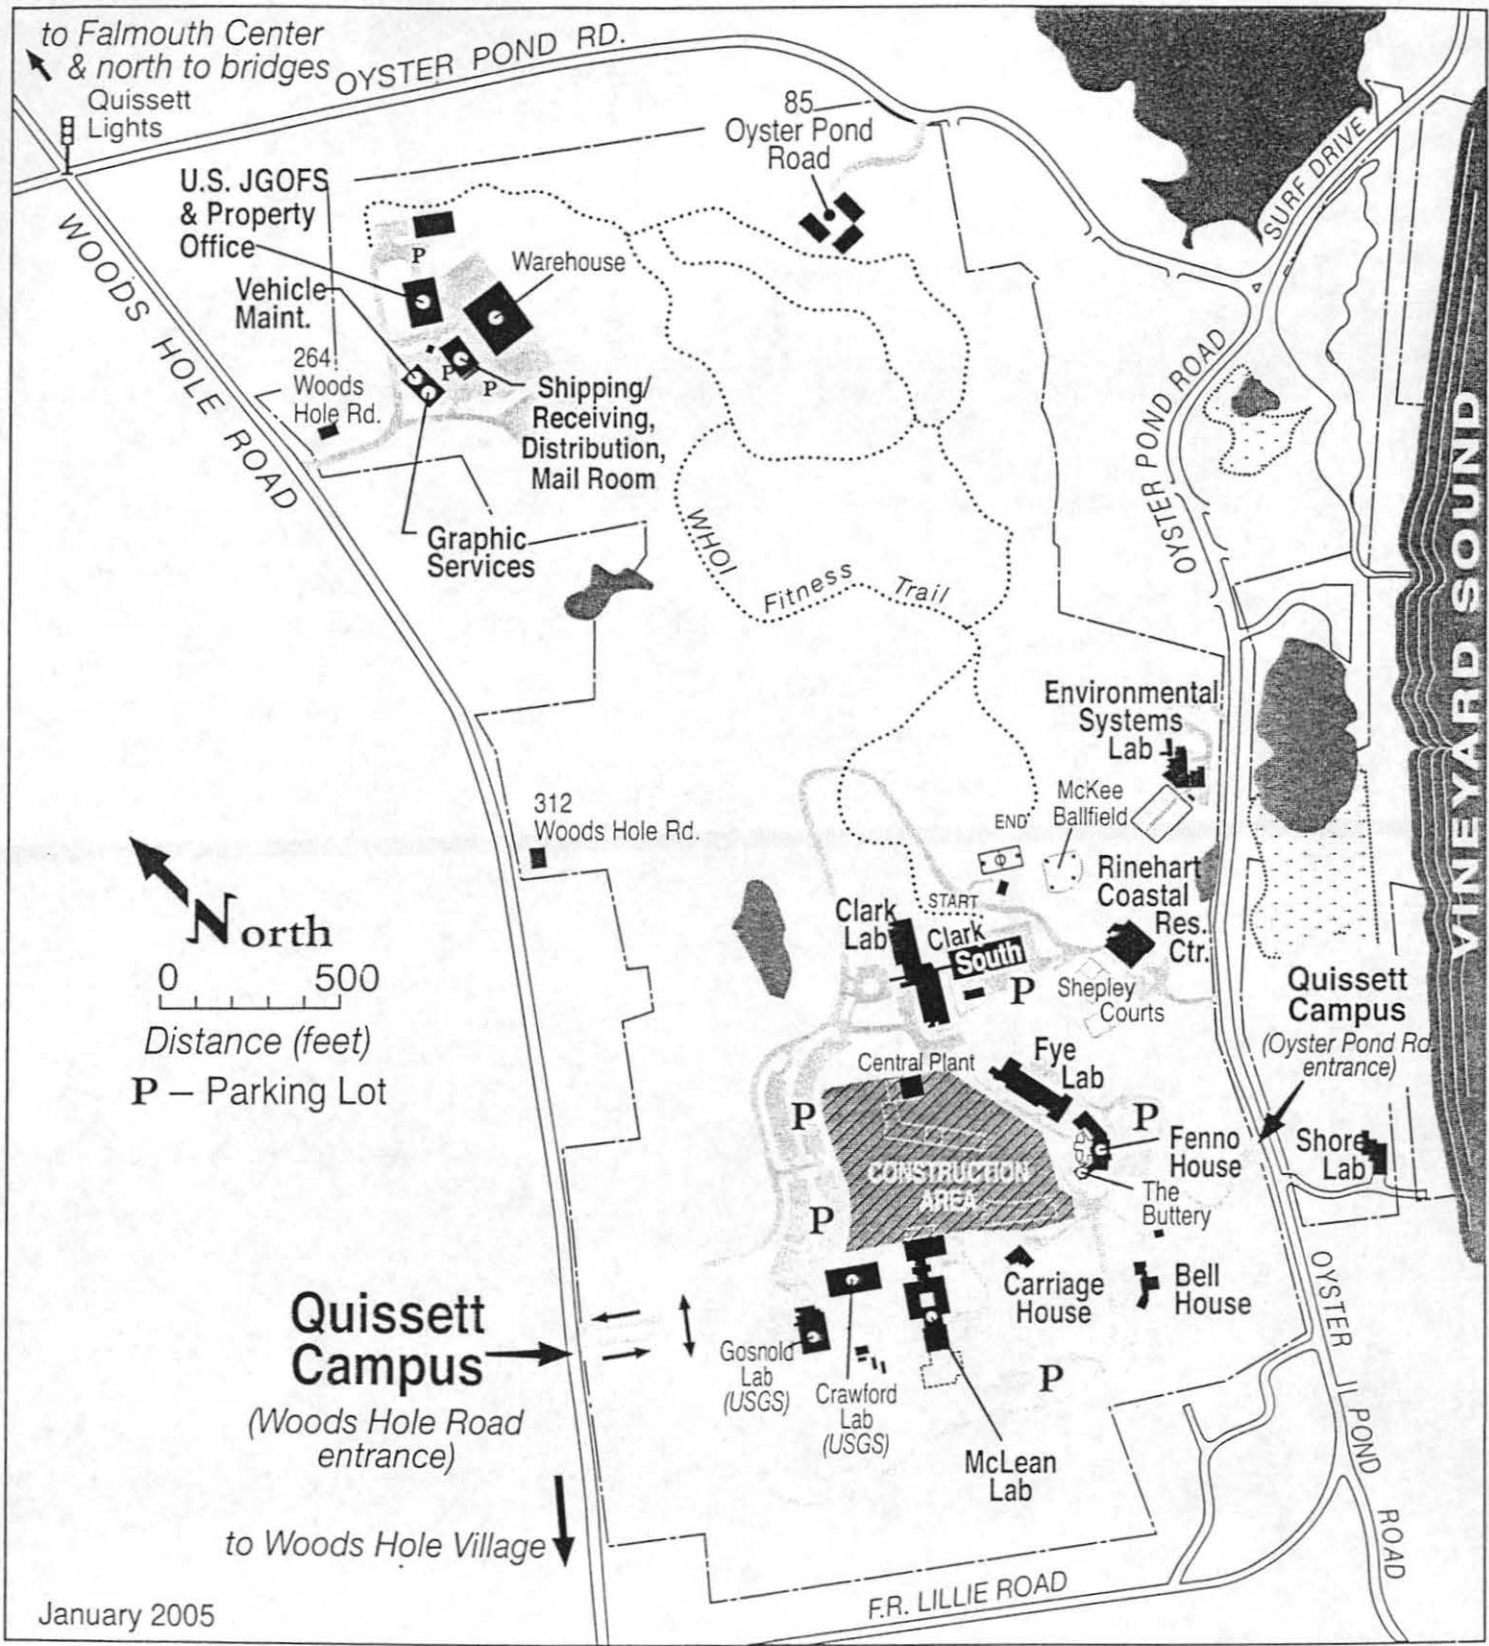 to Falmouth Center
& north to bridges
Quissett
Lights
OYSTER POND RD.
85
Oyster Pond
Road
SURF DRIVE
U.S. JGOFS
& Property
Office
P
Warehouse
Vehicle
Maint.
264
Woods
Hole Rd.
P
P
Shipping/
Receiving,
Distribution,
Mail Room
WOODS HOLE ROAD
Graphic
Services
WHOI Fitness Trail
OYSTER POND ROAD
VINEYARD SOUND
Environmental
Systems
Lab
McKee
Ballfield
END
312
Woods Hole Rd.
Rinehart
Coastal
Res.
Ctr.
START
Clark
Lab
Clark
South
P
Shepley
Courts
North
0 500
Distance (feet)
P – Parking Lot
Quissett
Campus
(Oyster Pond Rd.
entrance)
Central Plant
Fye
Lab
P
P
Fenno
House
Shore
Lab
The
Buttery
CONSTRUCTION
AREA
P
Carriage
House
Bell
House
Quissett
Campus
(Woods Hole Road
entrance)
Gosnold
Lab
(USGS)
Crawford
Lab
(USGS)
P
McLean
Lab
OYSTER POND ROAD
to Woods Hole Village
F.R. LILLIE ROAD
January 2005